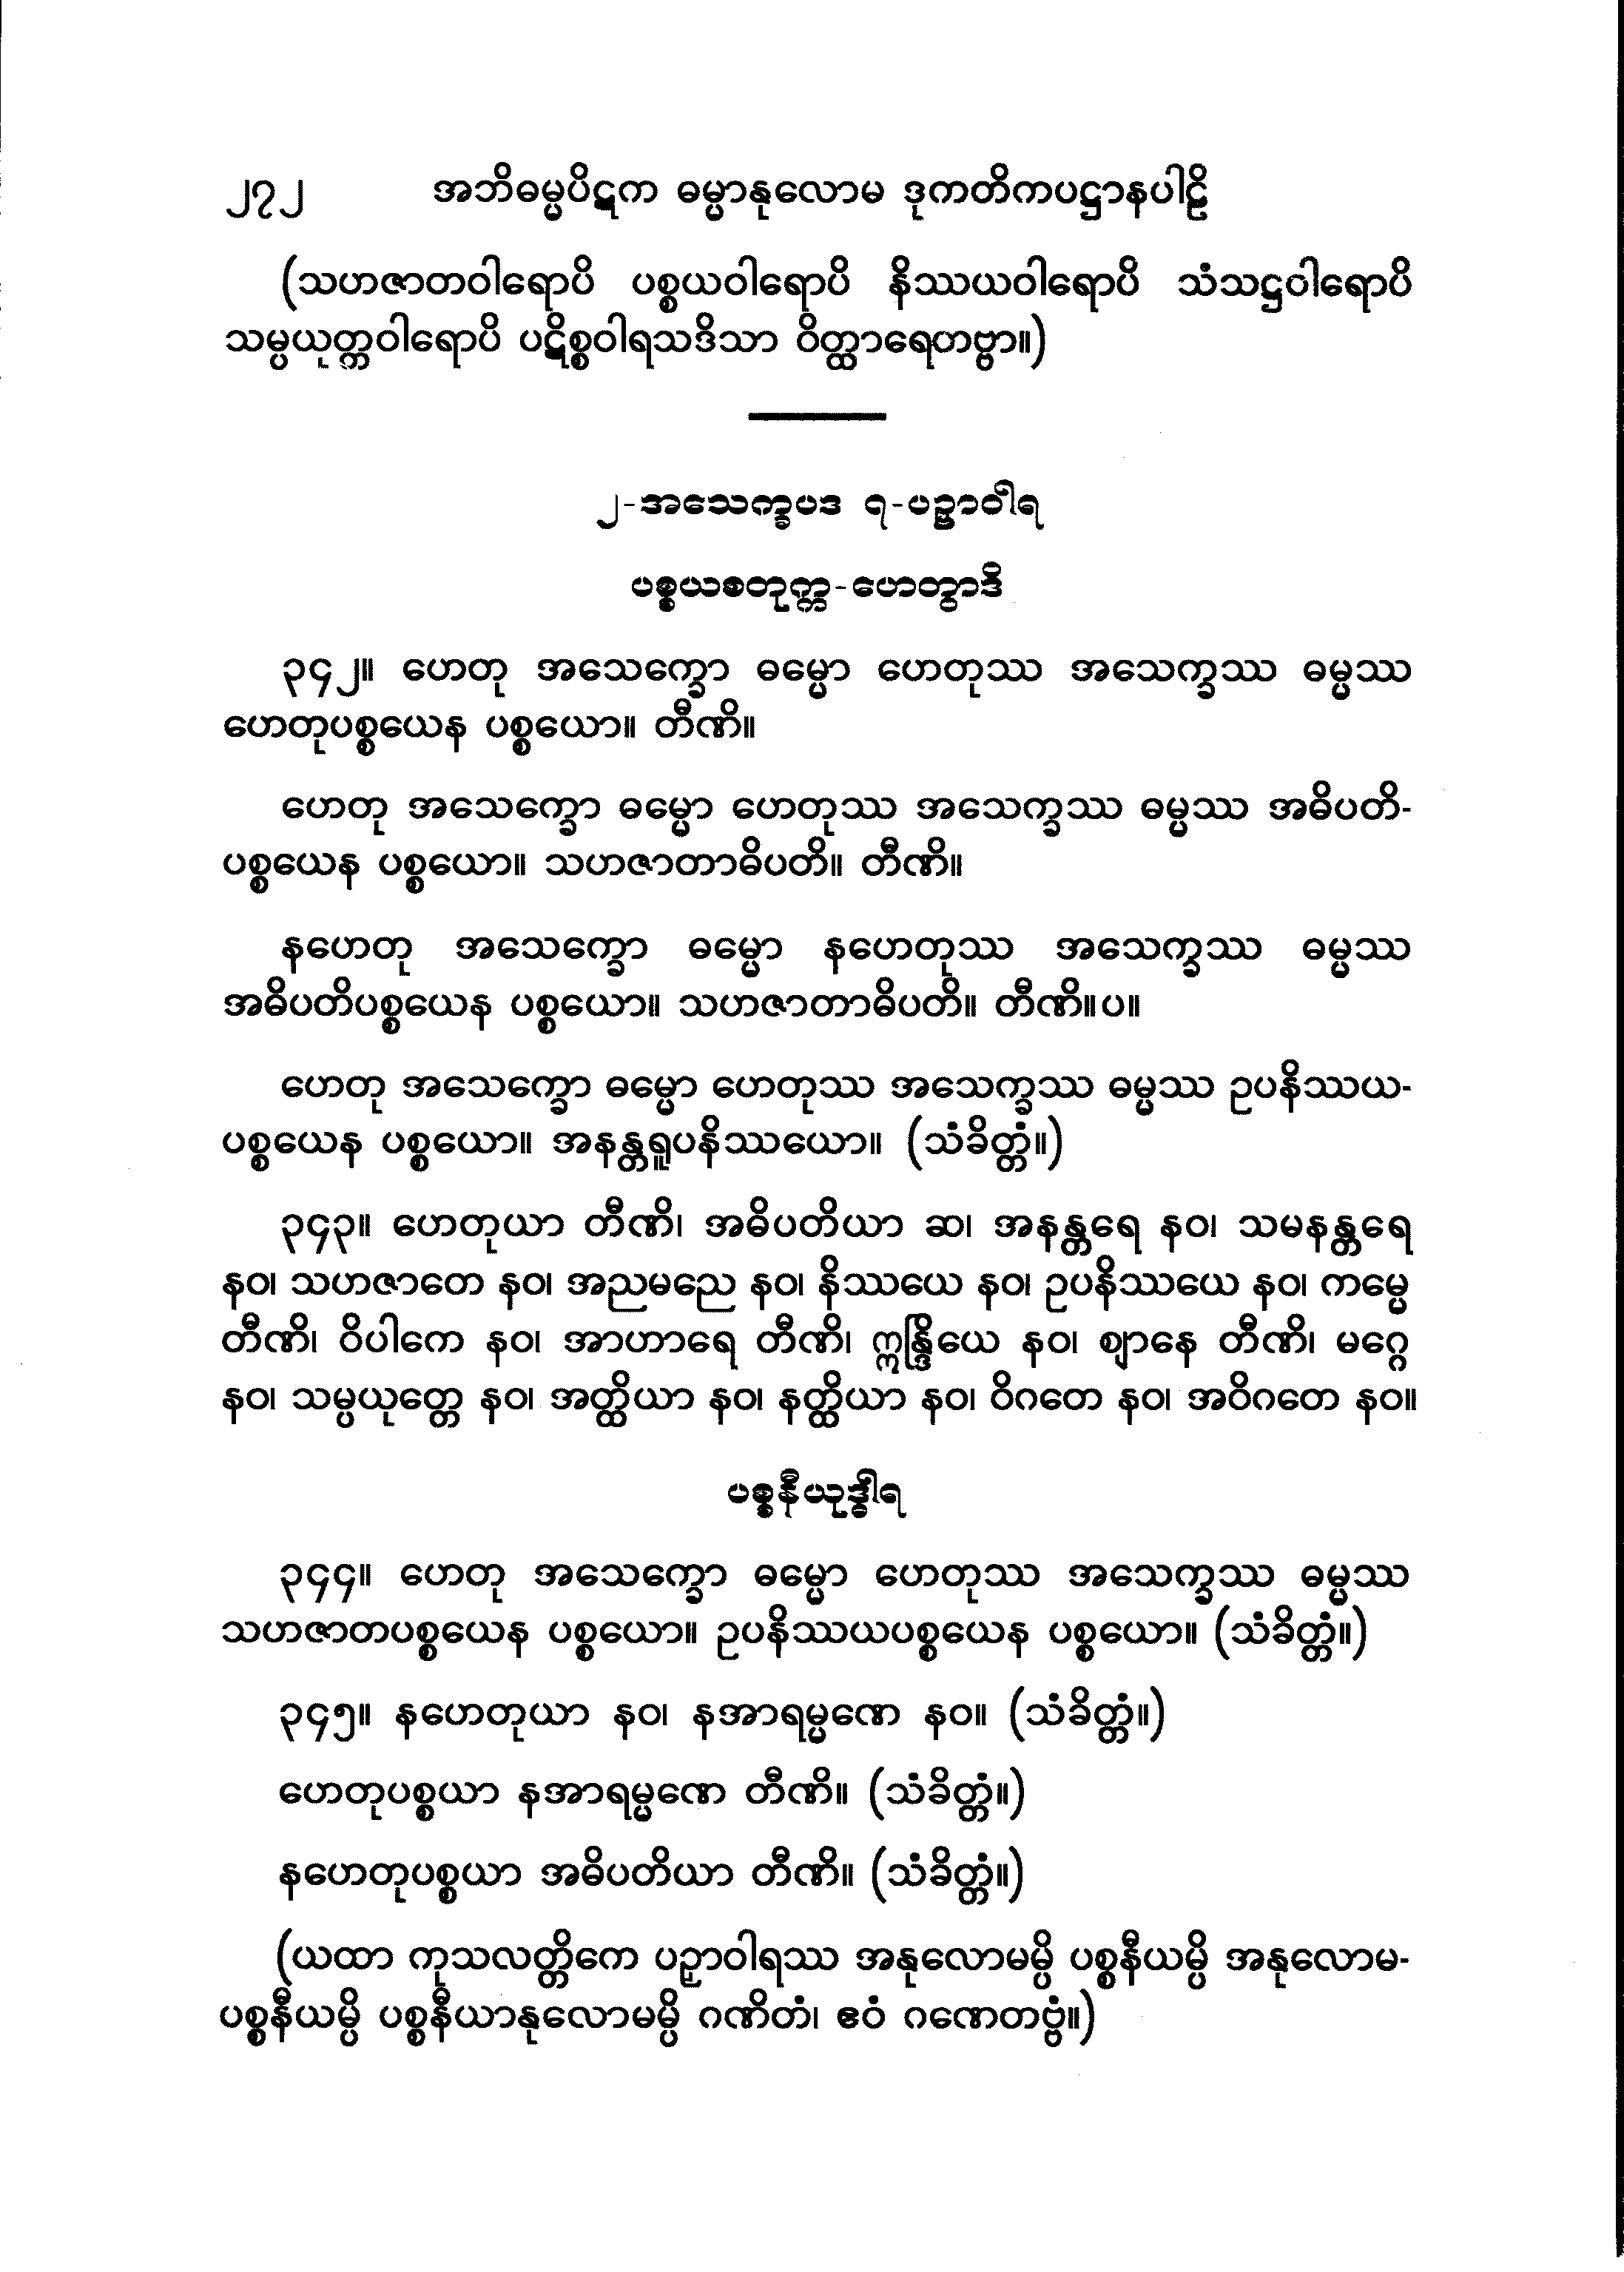 ၂၇၂ အဘိဓမ္မပိဋက ဓမ္မာနုလောမ ဒုကတိကပဋ္ဌာနပါဠိ
(သဟဇာတဝါရောပိ ပစ္စယဝါရောပိ နိဿယဝါရောပိ သံသဋ္ဌဝါရောပိ
သမ္ပယုတ္တဝါရောပိ ပဋိစ္စဝါရသဒိသာ ဝိတ္ထာရေတဗ္ဗာ။)
၂-အသေက္ခပဒ ၇-ပဉှာဝါရ
ပစ္စယစတုက္က-ဟေတွာဒိ
၃၄၂။ ဟေတု အသေက္ခော ဓမ္မော ဟေတုဿ အသေက္ခဿ ဓမ္မဿ
ဟေတုပစ္စယေန ပစ္စယော။ တီဏိ။
ဟေတု အသေက္ခော ဓမ္မော ဟေတုဿ အသေက္ခဿ ဓမ္မဿ အဓိပတိ-
ပစ္စယေန ပစ္စယော။ သဟဇာတာဓိပတိ။ တီဏိ။
နဟေတု အသေက္ခော ဓမ္မော နဟေတုဿ အသေက္ခဿ ဓမ္မဿ
အဓိပတိပစ္စယေန ပစ္စယော။ သဟဇာတာဓိပတိ။ တီဏိ။ပ။
ဟေတု အသေက္ခော ဓမ္မော ဟေတုဿ အသေက္ခဿ ဓမ္မဿ ဥပနိဿယ-
ပစ္စယေန ပစ္စယော။ အနန္တရူပနိဿယော။ (သံခိတ္တံ။)
၃၄၃။ ဟေတုယာ တီဏိ၊ အဓိပတိယာ ဆ၊ အနန္တရေ နဝ၊ သမနန္တရေ
နဝ၊ သဟဇာတေ နဝ၊ အညမညေ နဝ၊ နိဿယေ နဝ၊ ဥပနိဿယေ နဝ၊ ကမ္မေ
တီဏိ၊ ဝိပါကေ နဝ၊ အာဟာရေ တီဏိ၊ ဣန္ဒြိယေ နဝ၊ ဈာနေ တီဏိ၊ မဂ္ဂေ
နဝ၊ သမ္ပယုတ္တေ နဝ၊ အတ္ထိယာ နဝ၊ နတ္ထိယာ နဝ၊ ဝိဂတေ နဝ၊ အဝိဂတေ နဝ။
ပစ္စနီယုဒ္ဓါရ
၃၄၄။ ဟေတု အသေက္ခော ဓမ္မော ဟေတုဿ အသေက္ခဿ ဓမ္မဿ
သဟဇာတပစ္စယေန ပစ္စယော။ ဥပနိဿယပစ္စယေန ပစ္စယော။ (သံခိတ္တံ။)
၃၄၅။ နဟေတုယာ နဝ၊ နအာရမ္မဏေ နဝ။ (သံခိတ္တံ။)
ဟေတုပစ္စယာ နအာရမ္မဏေ တီဏိ။ (သံခိတ္တံ။)
နဟေတုပစ္စယာ အဓိပတိယာ တီဏိ။ (သံခိတ္တံ။)
(ယထာ ကုသလတ္တိကေ ပဉှာဝါရဿ အနုလောမမ္ပိ ပစ္စနီယမ္ပိ အနုလောမ-
ပစ္စနီယမ္ပိ ပစ္စနီယာနုလောမမ္ပိ ဂဏိတံ၊ ဧဝံ ဂဏေတဗ္ဗံ။)